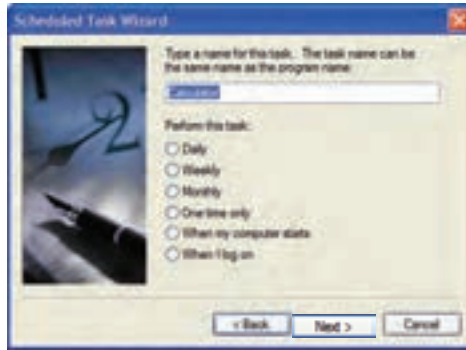 Scheduled Task Wizard
Type a name for this task. The task name can be
the same name as the program name.
Calculator
Perform this task:
Daily
Weekly
Monthly
One time only
When my computer starts
When I log on
< Back
Next >
Cancel